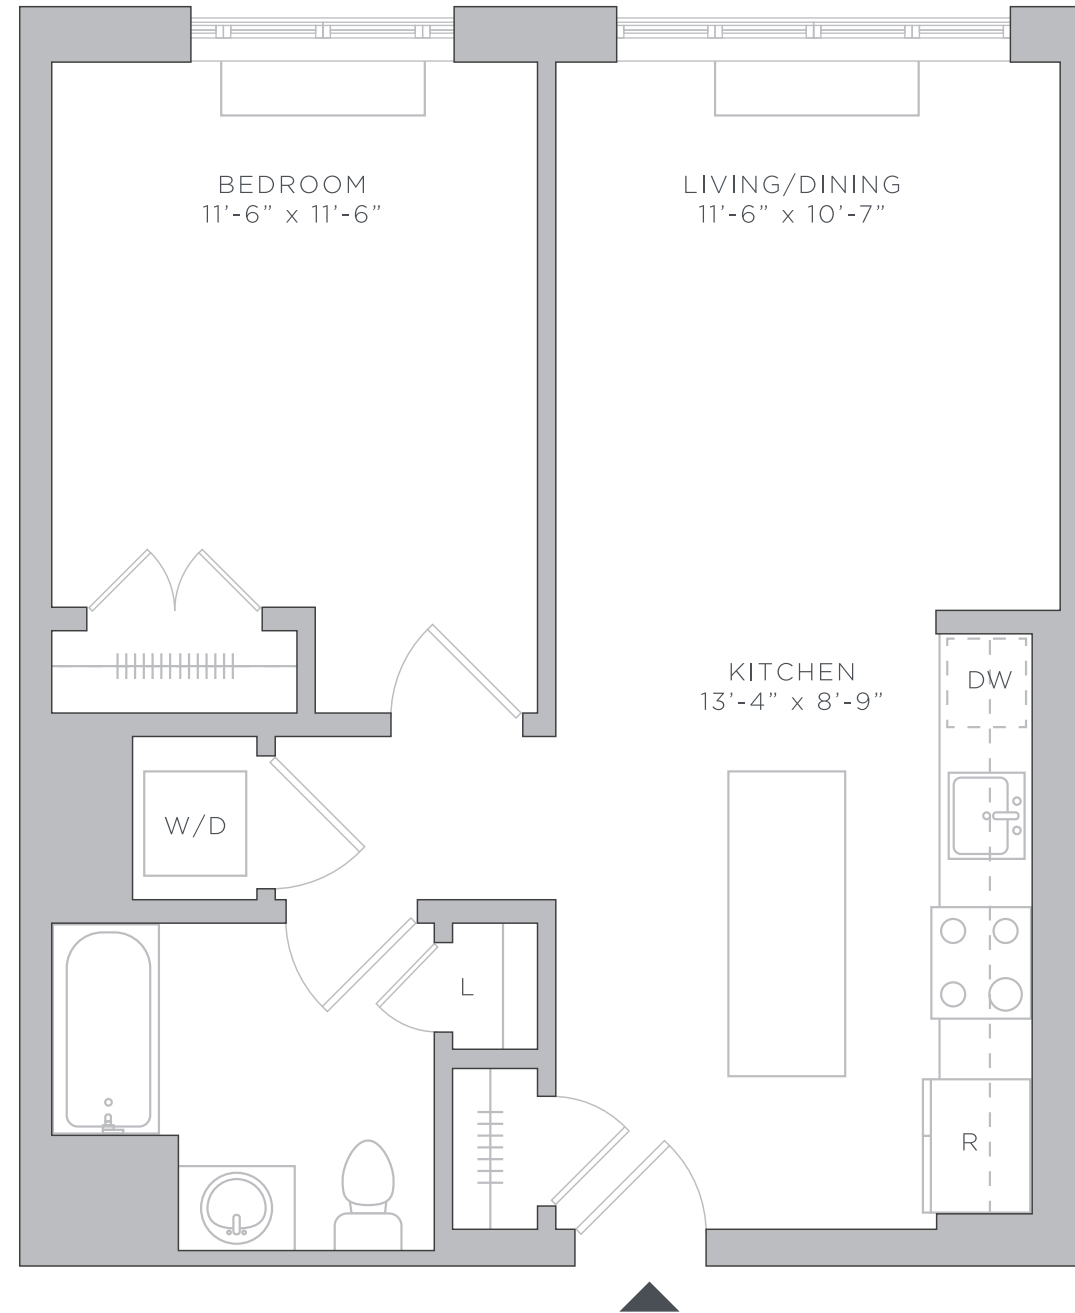 BEDROOM
11’-6” x 11’-6”
LIVING/DINING
11’-6” x 10’-7”
KITCHEN
13’-4” x 8’-9”
DW
W/D
L
R